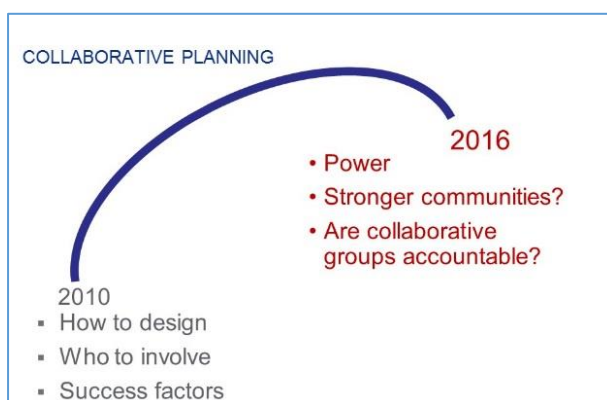 COLLABORATIVE PLANNING
2016
• Power
• Stronger communities?
• Are collaborative
groups accountable?
2010
▪ How to design
▪ Who to involve
▪ Success factors